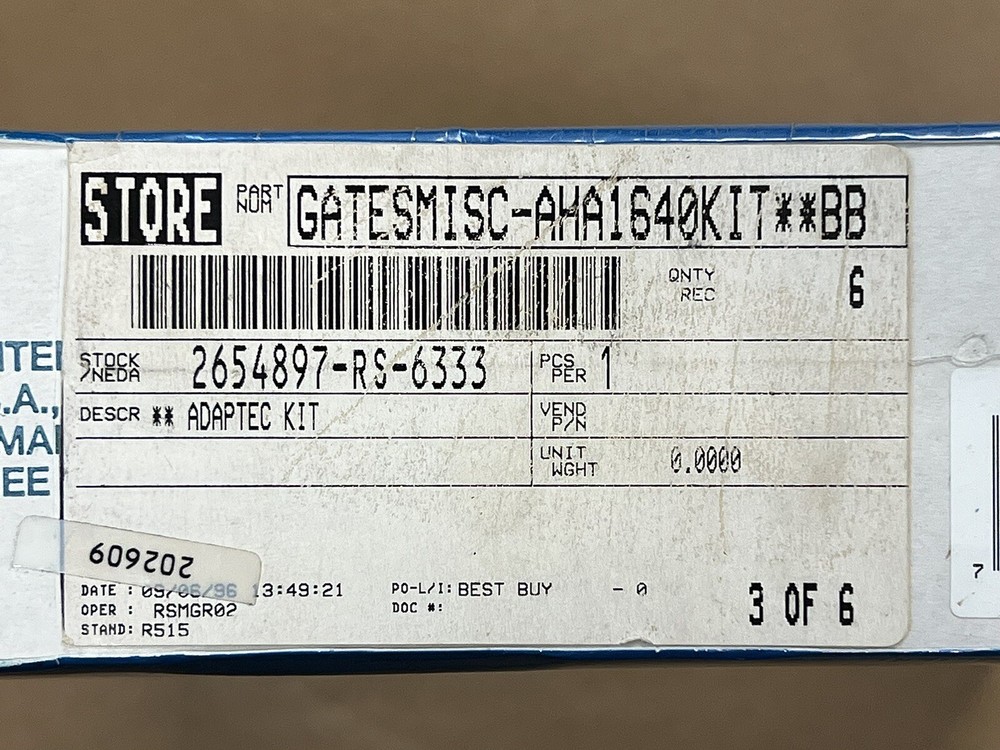 STORE PART NUM GATESMISC-AHA1640KIT**BB
QNTY REC 6
STOCK /NEDA 2654897-RS-6333 PCS PER 1
DESCR ** ADAPTEC KIT VEND P/N
UNIT WGHT 0.0000
.A.,
EE
202609
DATE : 09/06/96 13:49:21 PO-L/I: BEST BUY - 0
OPER : RSMGR02 DOC #:
STAND: R515
3 OF 6
7